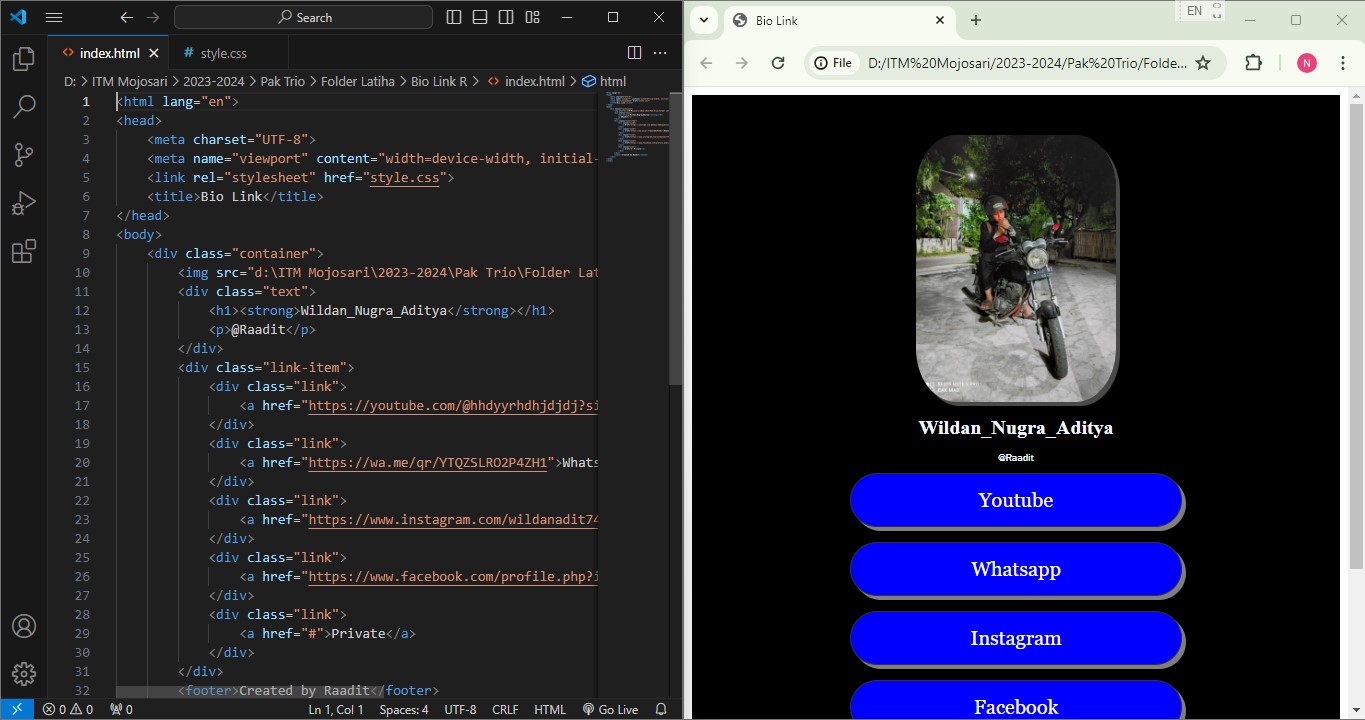 Search
index.html
style.css
D: > ITM Mojosari > 2023-2024 > Pak Trio > Folder Latiha > Bio Link R > index.html > html
1 <html lang="en">
2 <head>
3 <meta charset="UTF-8">
4 <meta name="viewport" content="width=device-width, initial-
5 <link rel="stylesheet" href="style.css">
6 <title>Bio Link</title>
7 </head>
8 <body>
9 <div class="container">
10 <img src="d:\ITM Mojosari\2023-2024\Pak Trio\Folder Lat
11 <div class="text">
12 <h1><strong>Wildan_Nugra_Aditya</strong></h1>
13 <p>@Raadit</p>
14 </div>
15 <div class="link-item">
16 <div class="link">
17 <a href="https://youtube.com/@hhdyyrhdhjdjdj?si
18 </div>
19 <div class="link">
20 <a href="https://wa.me/qr/YTQZSLRO2P4ZH1">Whats
21 </div>
22 <div class="link">
23 <a href="https://www.instagram.com/wildanadit74
24 </div>
25 <div class="link">
26 <a href="https://www.facebook.com/profile.php?i
27 </div>
28 <div class="link">
29 <a href="#">Private</a>
30 </div>
31 </div>
32 <footer>Created by Raadit</footer>
0 0 0
Ln 1, Col 1
Spaces: 4
UTF-8
CRLF
HTML
Go Live
Bio Link
EN
File
D:/ITM%20Mojosari/2023-2024/Pak%20Trio/Folde...
N
Wildan_Nugra_Aditya
@Raadit
Youtube
Whatsapp
Instagram
Facebook